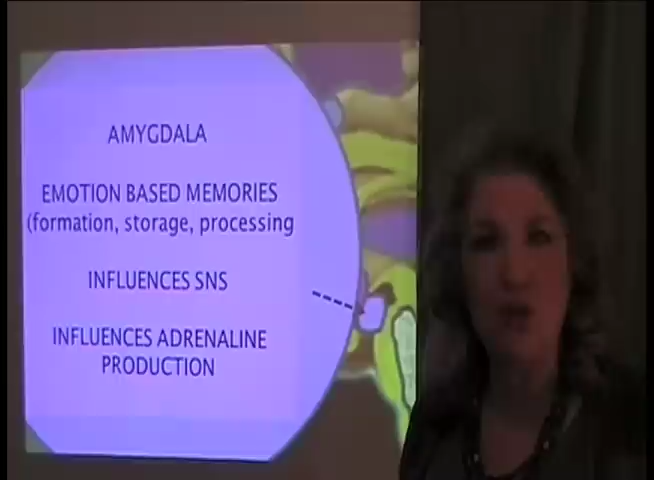 AMYGDALA
EMOTION BASED MEMORIES
(formation, storage, processing
INFLUENCES SNS
INFLUENCES ADRENALINE
PRODUCTION